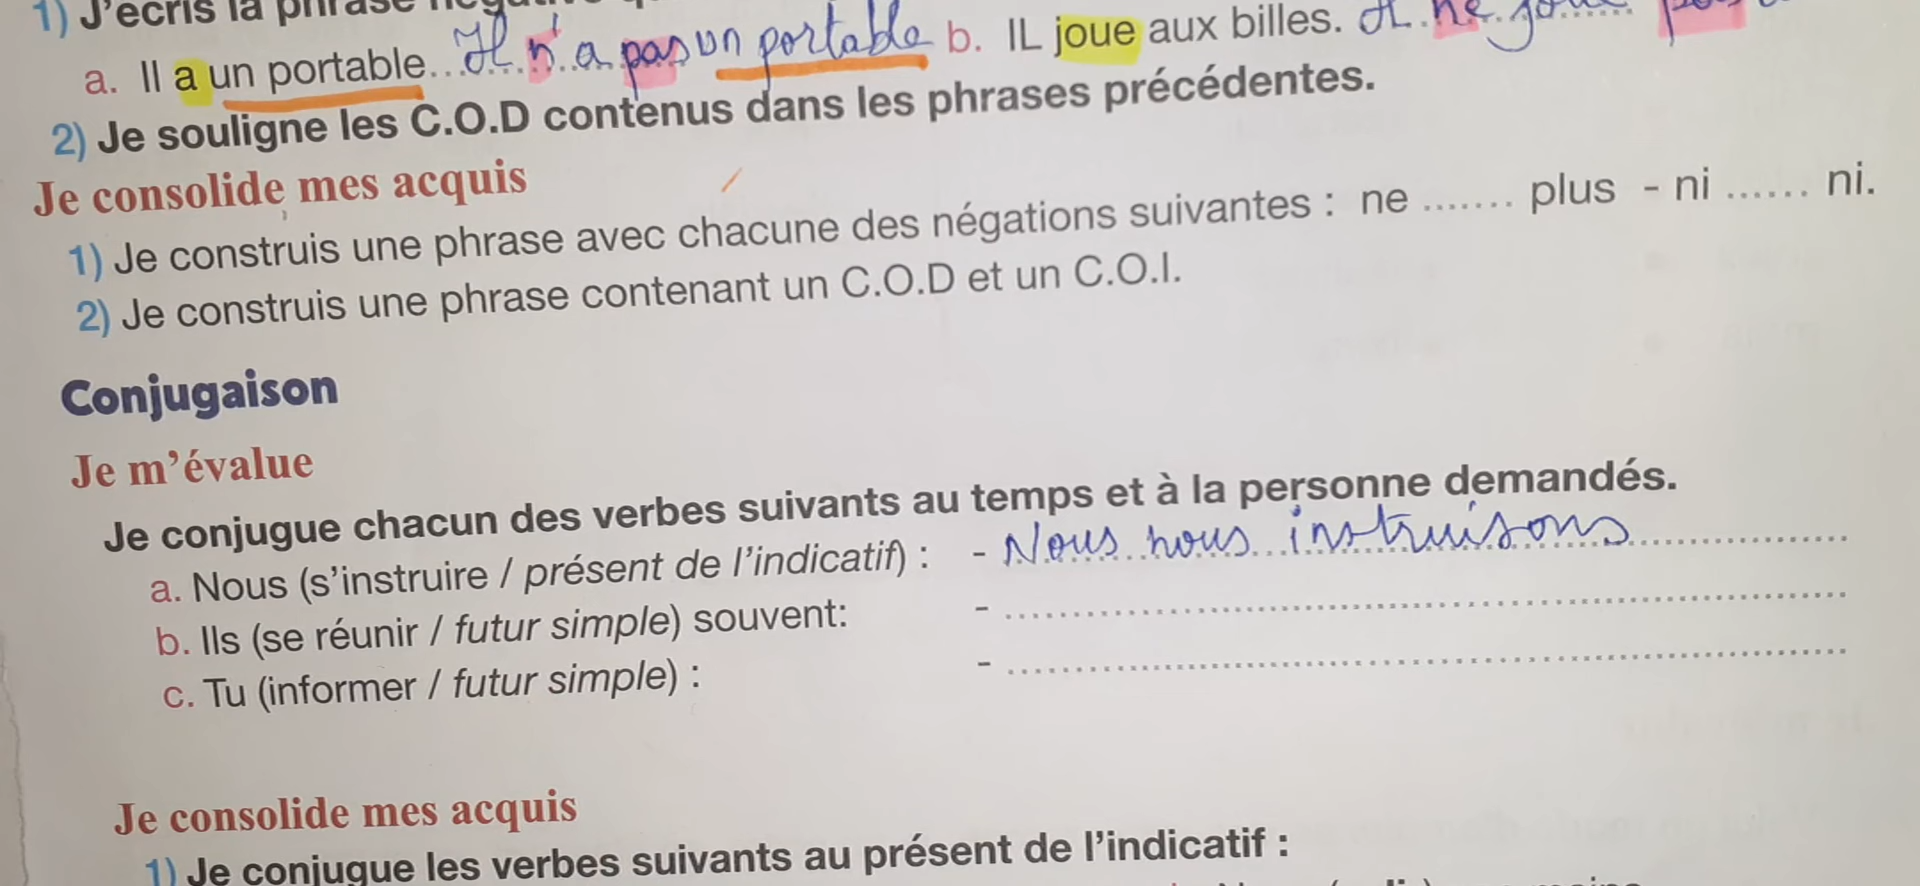 1) J'écris la phrase
a. Il a un portable... Il n'a pas un portable b. IL joue aux billes. Il ne
2) Je souligne les C.O.D contenus dans les phrases précédentes.
Je consolide mes acquis
1) Je construis une phrase avec chacune des négations suivantes : ne ....... plus - ni ...... ni.
2) Je construis une phrase contenant un C.O.D et un C.O.I.
Conjugaison
Je m'évalue
Je conjugue chacun des verbes suivants au temps et à la personne demandés.
a. Nous (s'instruire / présent de l'indicatif) : - Nous nous instruisons
b. Ils (se réunir / futur simple) souvent: -
c. Tu (informer / futur simple) : -
Je consolide mes acquis
1) Je conjugue les verbes suivants au présent de l'indicatif :